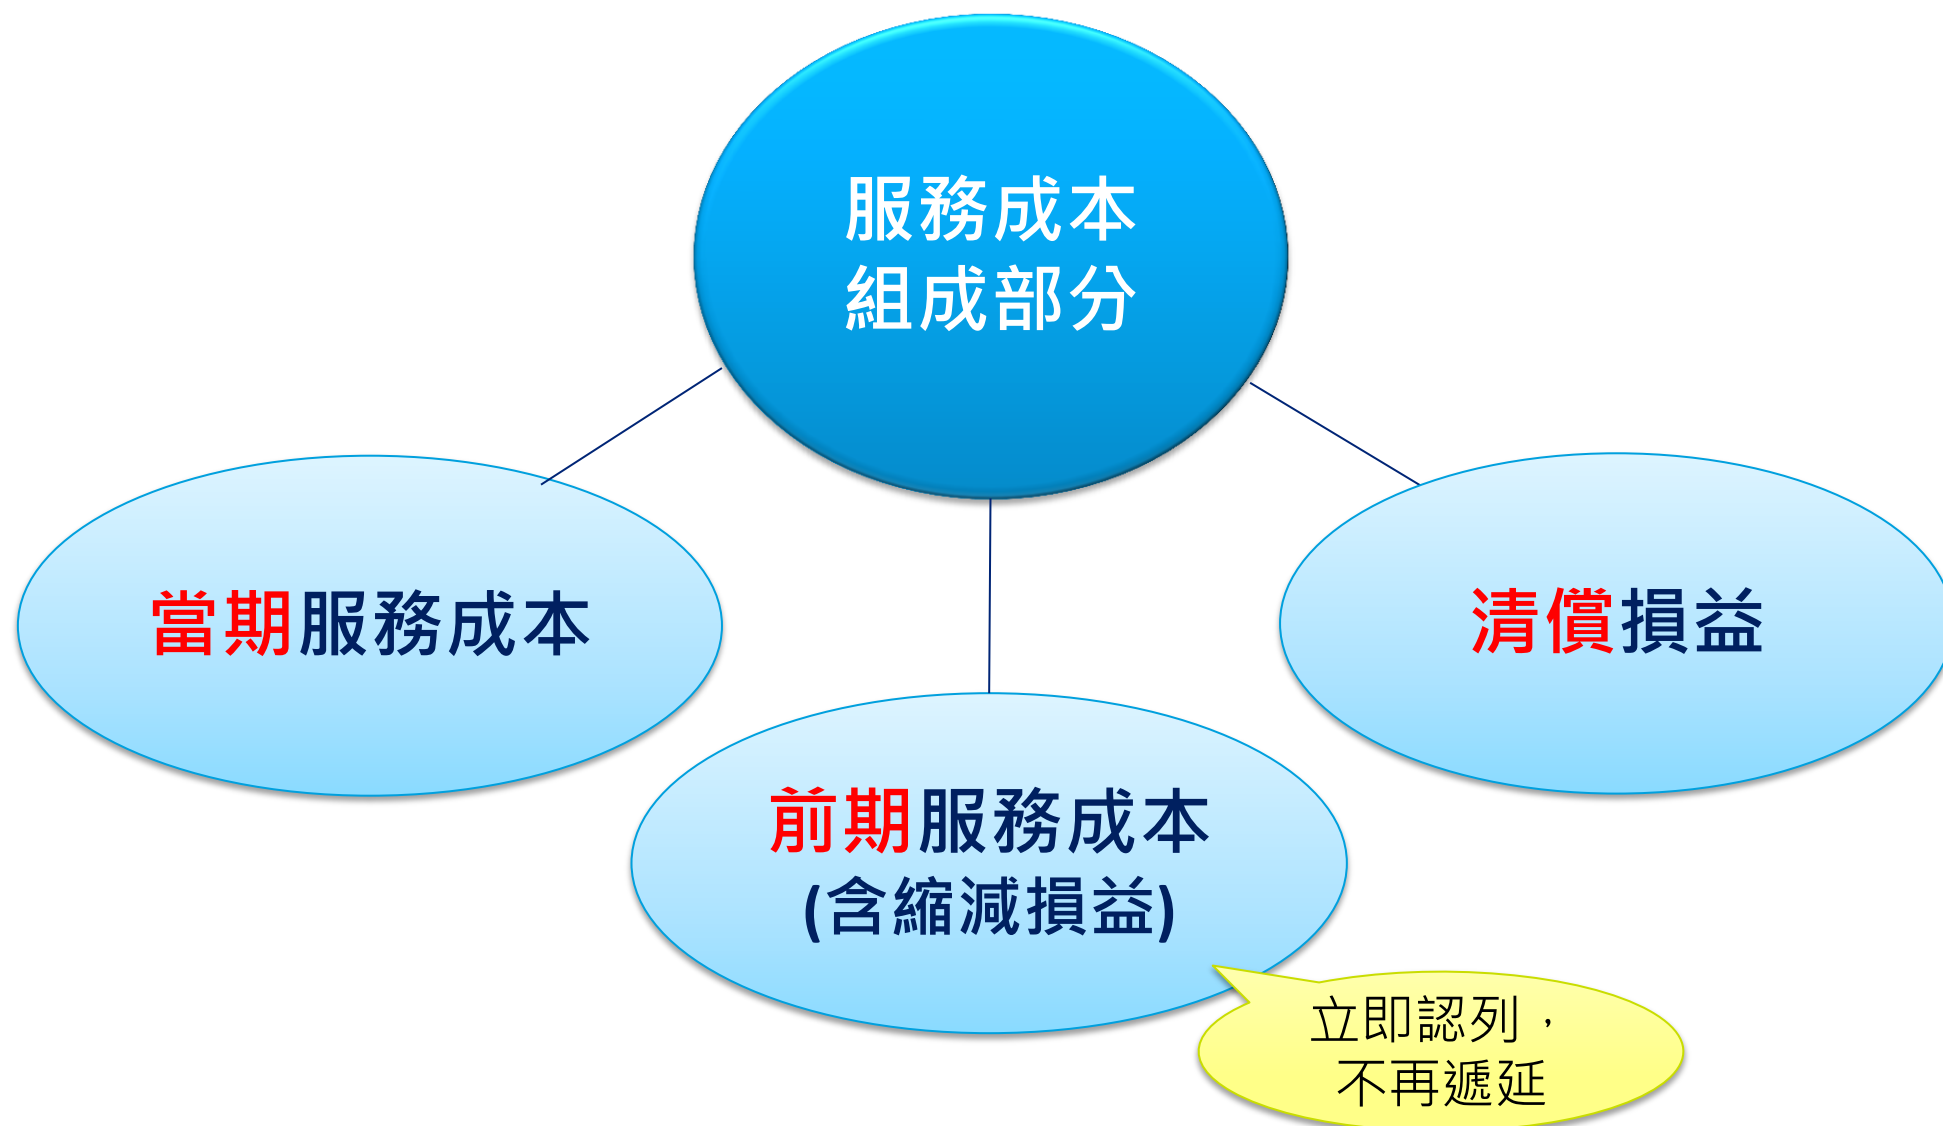 服務成本
組成部分
當期服務成本
清償損益
前期服務成本
(含縮減損益)
立即認列，
不再遞延